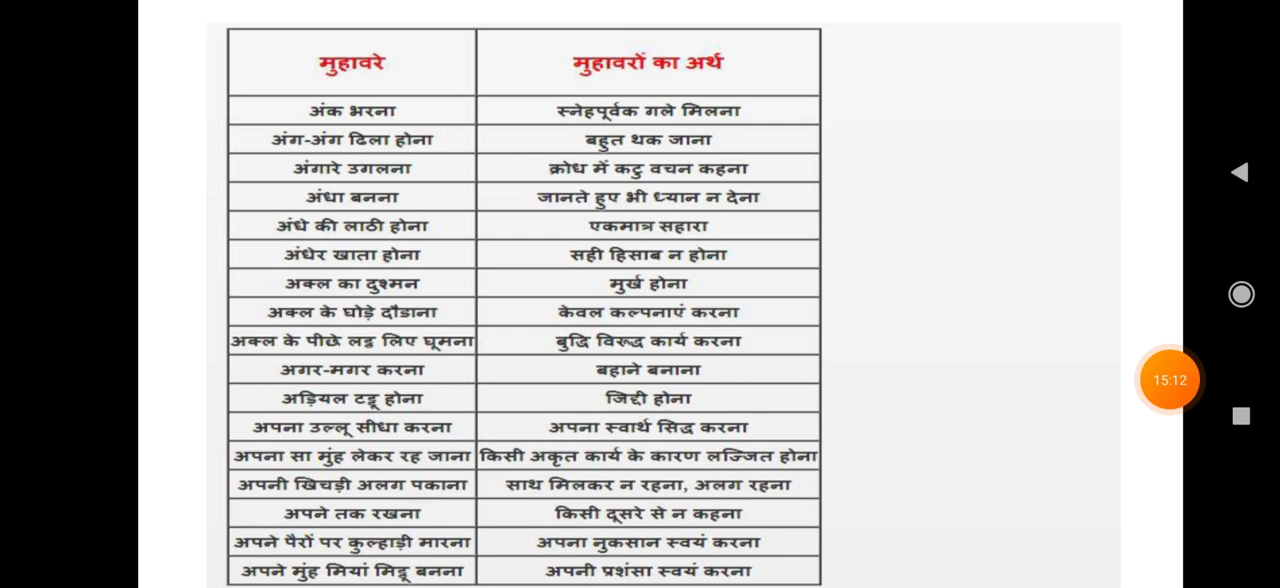 मुहावरे मुहावरों का अर्थ
अंक भरना स्नेहपूर्वक गले मिलना
अंग-अंग ढिला होना बहुत थक जाना
अंगारे उगलना क्रोध में कटु वचन कहना
अंधा बनना जानते हुए भी ध्यान न देना
अंधे की लाठी होना एकमात्र सहारा
अंधेर खाता होना सही हिसाब न होना
अक्ल का दुश्मन मुर्ख होना
अक्ल के घोड़े दौडाना केवल कल्पनाएं करना
अक्ल के पीछे लट्ठ लिए घूमना बुद्धि विरूद्ध कार्य करना
अगर-मगर करना बहाने बनाना
अड़ियल टट्टू होना जिद्दी होना
अपना उल्लू सीधा करना अपना स्वार्थ सिद्ध करना
अपना सा मुंह लेकर रह जाना किसी अकृत कार्य के कारण लज्जित होना
अपनी खिचड़ी अलग पकाना साथ मिलकर न रहना, अलग रहना
अपने तक रखना किसी दूसरे से न कहना
अपने पैरों पर कुल्हाड़ी मारना अपना नुकसान स्वयं करना
अपने मुंह मियां मिट्ठू बनना अपनी प्रशंसा स्वयं करना
15:12